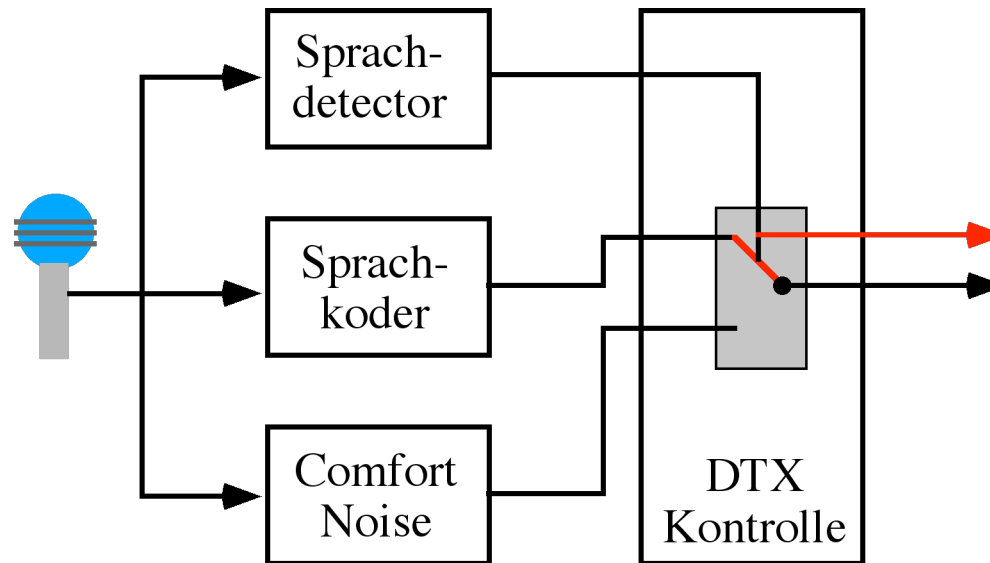 Sprach-
detector
Sprach-
koder
Comfort
Noise
DTX
Kontrolle